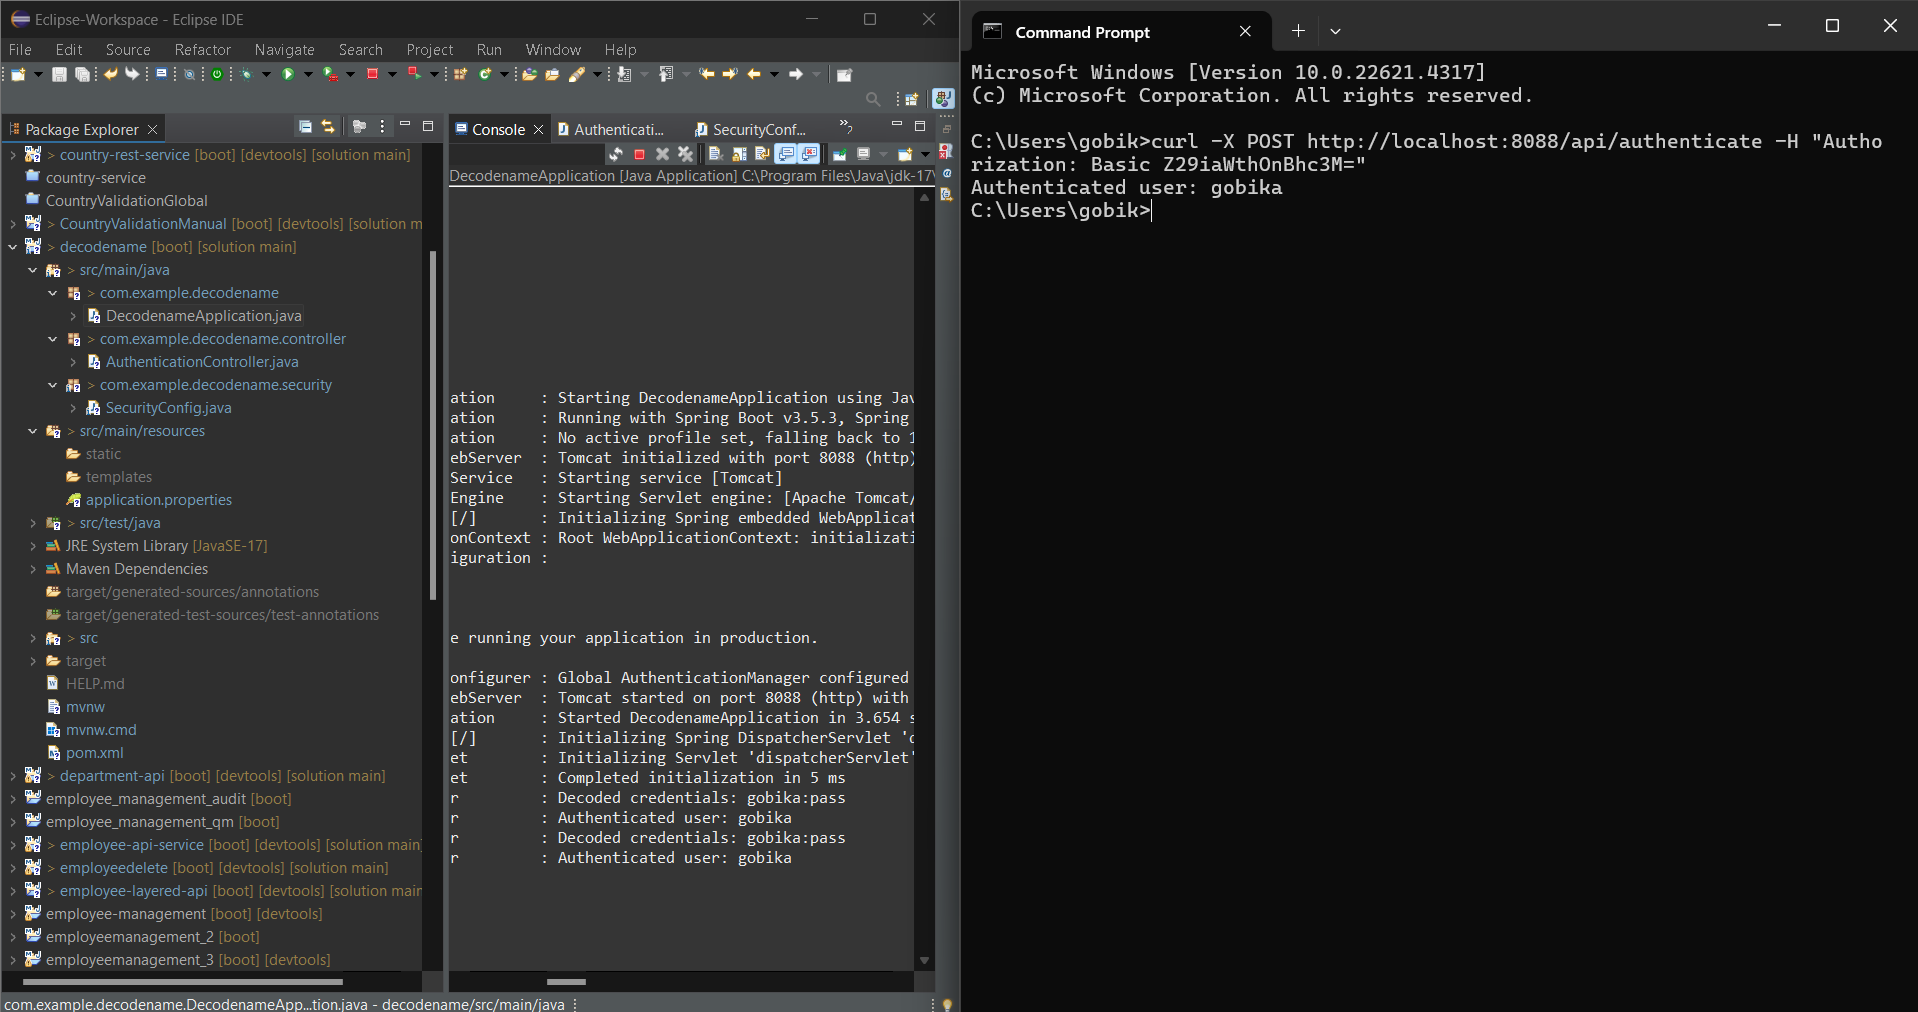 Eclipse-Workspace - Eclipse IDE
File Edit Source Refactor Navigate Search Project Run Window Help
Package Explorer
> country-rest-service [boot] [devtools] [solution main]
country-service
CountryValidationGlobal
> CountryValidationManual [boot] [devtools] [solution m
> decodename [boot] [solution main]
> src/main/java
> com.example.decodename
DecodenameApplication.java
> com.example.decodename.controller
AuthenticationController.java
> com.example.decodename.security
SecurityConfig.java
> src/main/resources
static
templates
application.properties
> src/test/java
JRE System Library [JavaSE-17]
Maven Dependencies
target/generated-sources/annotations
target/generated-test-sources/test-annotations
> src
target
HELP.md
mvnw
mvnw.cmd
pom.xml
> department-api [boot] [devtools] [solution main]
employee_management_audit [boot]
employee_management_qm [boot]
> employee-api-service [boot] [devtools] [solution main]
> employeedelete [boot] [devtools] [solution main]
> employee-layered-api [boot] [devtools] [solution main
employee-management [boot] [devtools]
employeemanagement_2 [boot]
employeemanagement_3 [boot] [devtools]
com.example.decodename.DecodenameApp...tion.java - decodename/src/main/java
Console Authenticati... SecurityConf...
DecodenameApplication [Java Application] C:\Program Files\Java\jdk-17\
ation : Starting DecodenameApplication using Jav
ation : Running with Spring Boot v3.5.3, Spring
ation : No active profile set, falling back to 1
ebServer : Tomcat initialized with port 8088 (http)
Service : Starting service [Tomcat]
Engine : Starting Servlet engine: [Apache Tomcat/
[/] : Initializing Spring embedded WebApplicat
onContext : Root WebApplicationContext: initializati
iguration :
e running your application in production.
onfigurer : Global AuthenticationManager configured
ebServer : Tomcat started on port 8088 (http) with
ation : Started DecodenameApplication in 3.654 s
[/] : Initializing Spring DispatcherServlet 'd
et : Initializing Servlet 'dispatcherServlet'
et : Completed initialization in 5 ms
r : Decoded credentials: gobika:pass
r : Authenticated user: gobika
r : Decoded credentials: gobika:pass
r : Authenticated user: gobika
Command Prompt
Microsoft Windows [Version 10.0.22621.4317]
(c) Microsoft Corporation. All rights reserved.
C:\Users\gobik>curl -X POST http://localhost:8088/api/authenticate -H "Autho
rization: Basic Z29iaWthOnBhc3M="
Authenticated user: gobika
C:\Users\gobik>